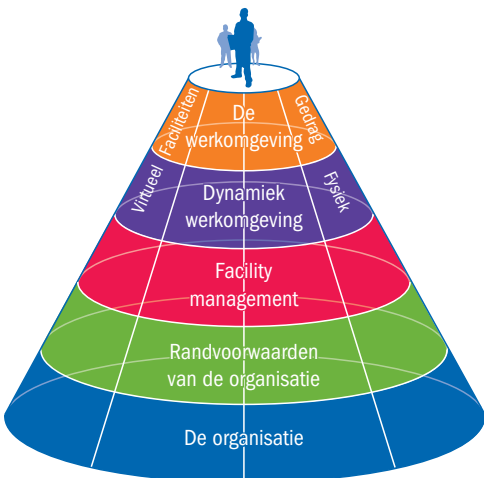 Faciliteiten
De
werkomgeving
Gedrag
Virtueel
Dynamiek
werkomgeving
Fysiek
Facility
management
Randvoorwaarden
van de organisatie
De organisatie